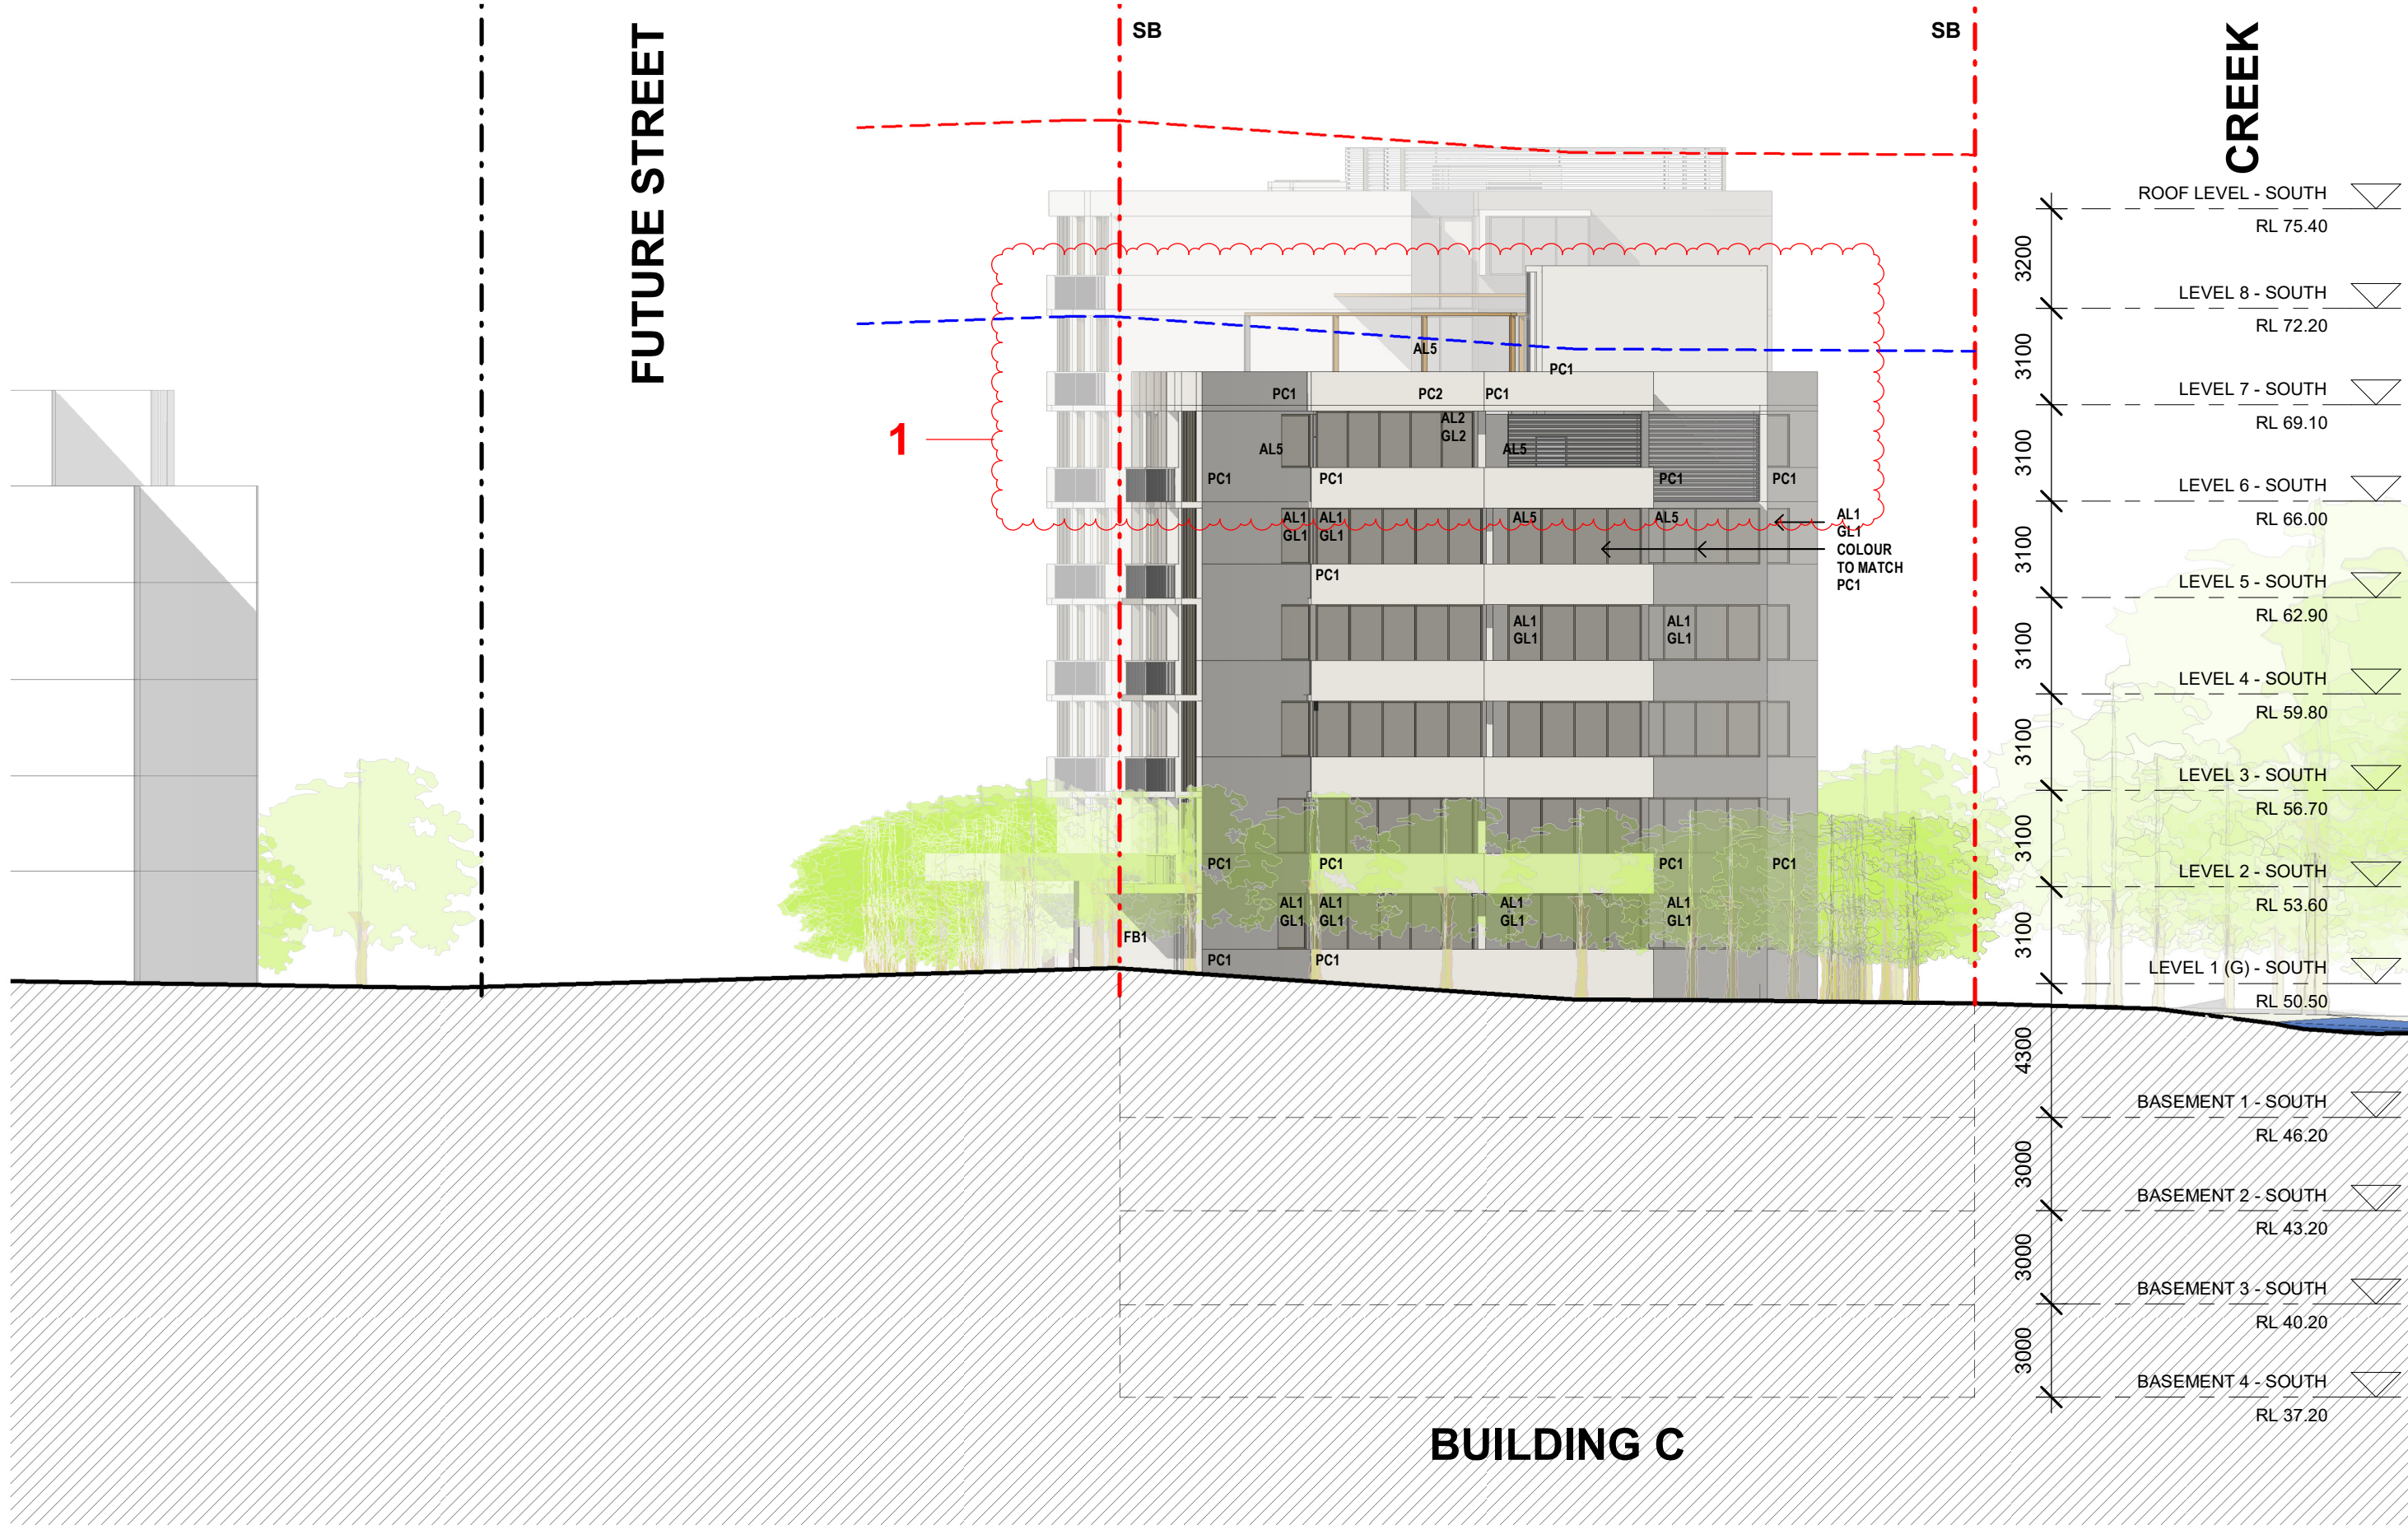 FUTURE STREET
SB
SB
CREEK
ROOF LEVEL - SOUTH
RL 75.40
3200
LEVEL 8 - SOUTH
RL 72.20
3100
LEVEL 7 - SOUTH
RL 69.10
3100
LEVEL 6 - SOUTH
RL 66.00
3100
LEVEL 5 - SOUTH
RL 62.90
3100
LEVEL 4 - SOUTH
RL 59.80
3100
LEVEL 3 - SOUTH
RL 56.70
3100
LEVEL 2 - SOUTH
RL 53.60
3100
LEVEL 1 (G) - SOUTH
RL 50.50
4300
BASEMENT 1 - SOUTH
RL 46.20
3000
BASEMENT 2 - SOUTH
RL 43.20
3000
BASEMENT 3 - SOUTH
RL 40.20
3000
BASEMENT 4 - SOUTH
RL 37.20
1
AL5
PC1
PC1
PC2
PC1
AL2
GL2
AL5
AL5
PC1
PC1
PC1
PC1
AL1
GL1
AL1
GL1
AL5
AL5
AL1
GL1
COLOUR
TO MATCH
PC1
PC1
AL1
GL1
AL1
GL1
PC1
PC1
PC1
PC1
AL1
GL1
AL1
GL1
AL1
GL1
AL1
GL1
FB1
PC1
PC1
BUILDING C